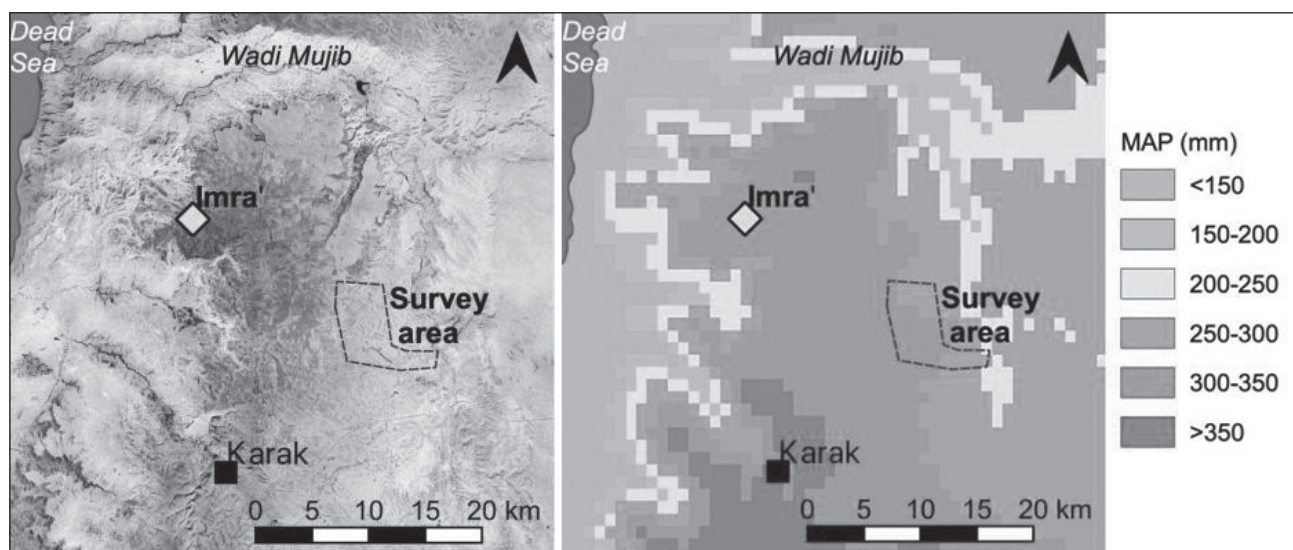 Dead
Sea
Wadi Mujib
Imra'
Survey
area
Karak
0 5 10 15 20 km
Dead
Sea
Wadi Mujib
Imra'
Survey
area
Karak
0 5 10 15 20 km
MAP (mm)
<150
150-200
200-250
250-300
300-350
>350